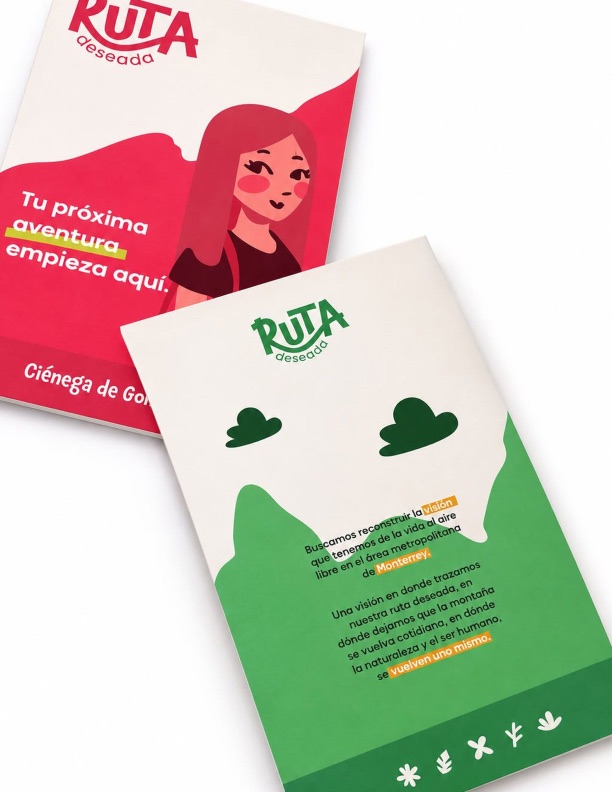 RUTA
deseada
Tu próxima
aventura
empieza aquí.
Ciénega de
RUTA
deseada
Buscamos reconstruir la visión
que tenemos de la vida al aire
libre en el área metropolitana
de Monterrey.
Una visión en donde trazamos
nuestra ruta deseada, en
dónde dejamos que la montaña
se vuelva cotidiano, en dónde
la naturaleza y el ser humano,
se vuelven uno mismo.